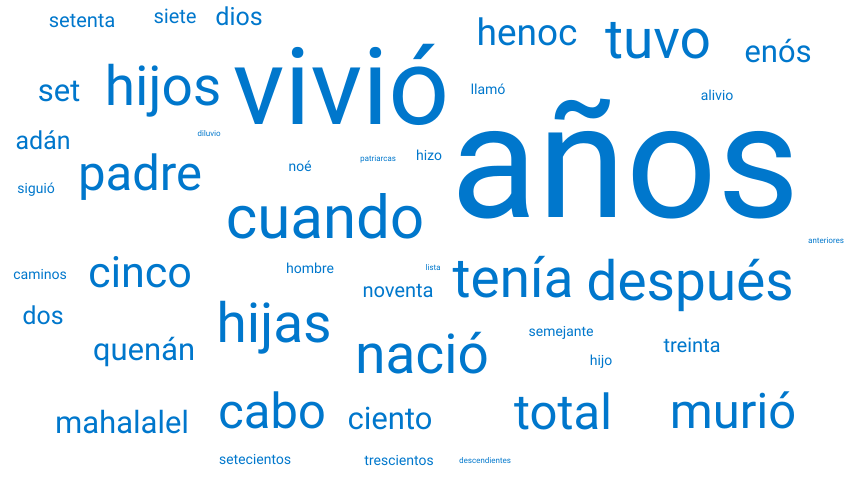 setenta siete dios henoc tuvo enós
set hijos vivió llamó alivio
adán diluvio años
siguió padre noé patriarcas hizo
cuando anteriores
caminos cinco hombre lista tenía después
dos noventa
hijas semejante
quenán nació hijo treinta
mahalalel cabo ciento total murió
setecientos trescientos descendientes